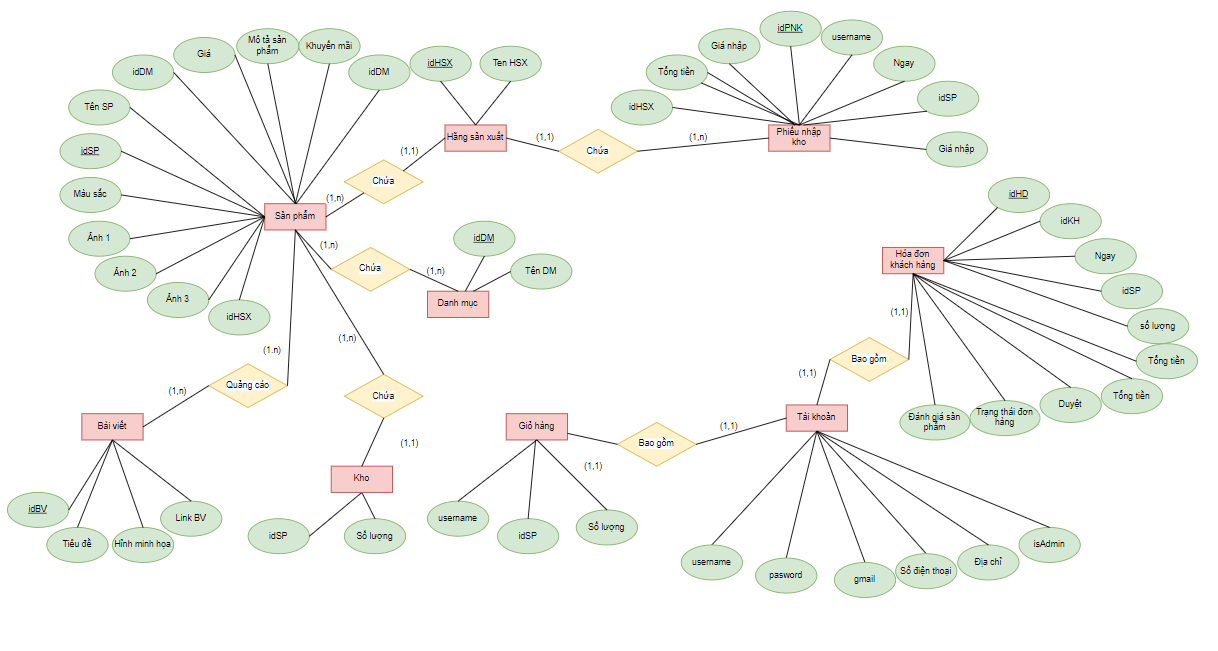 idPNK
username
Mô tả sản
phẩm
Khuyến mãi
Giá nhập
Giá
idHSX
Ten HSX
Ngay
idDM
idDM
Tổng tiền
idSP
Tên SP
idHSX
Hãng sản xuất
(1,1)
Chứa
(1,n)
Phiếu nhập
kho
idSP
(1,1)
Giá nhập
Chứa
Màu sắc
(1,n)
idHD
Sản phẩm
idKH
Ảnh 1
(1,n)
idDM
Ngay
Hóa đơn
khách hàng
Ảnh 2
Chứa
(1,n)
Tên DM
idSP
Ảnh 3
Danh mục
idHSX
(1,1)
số lượng
(1,n)
(1.n)
Bao gồm
Tổng tiền
(1,1)
Quảng cáo
(1,n)
Chứa
Tổng tiền
Duyệt
Bài viết
Giỏ hàng
(1,1)
Tài khoản
Đánh giá sản
phẩm
Trạng thái đơn
hàng
(1,1)
Bao gồm
(1,1)
Kho
idBV
Link BV
username
Số lượng
idSP
Số lượng
idSP
Tiêu đề
Hình minh họa
isAdmin
username
pasword
gmail
Số điện thoại
Địa chỉ